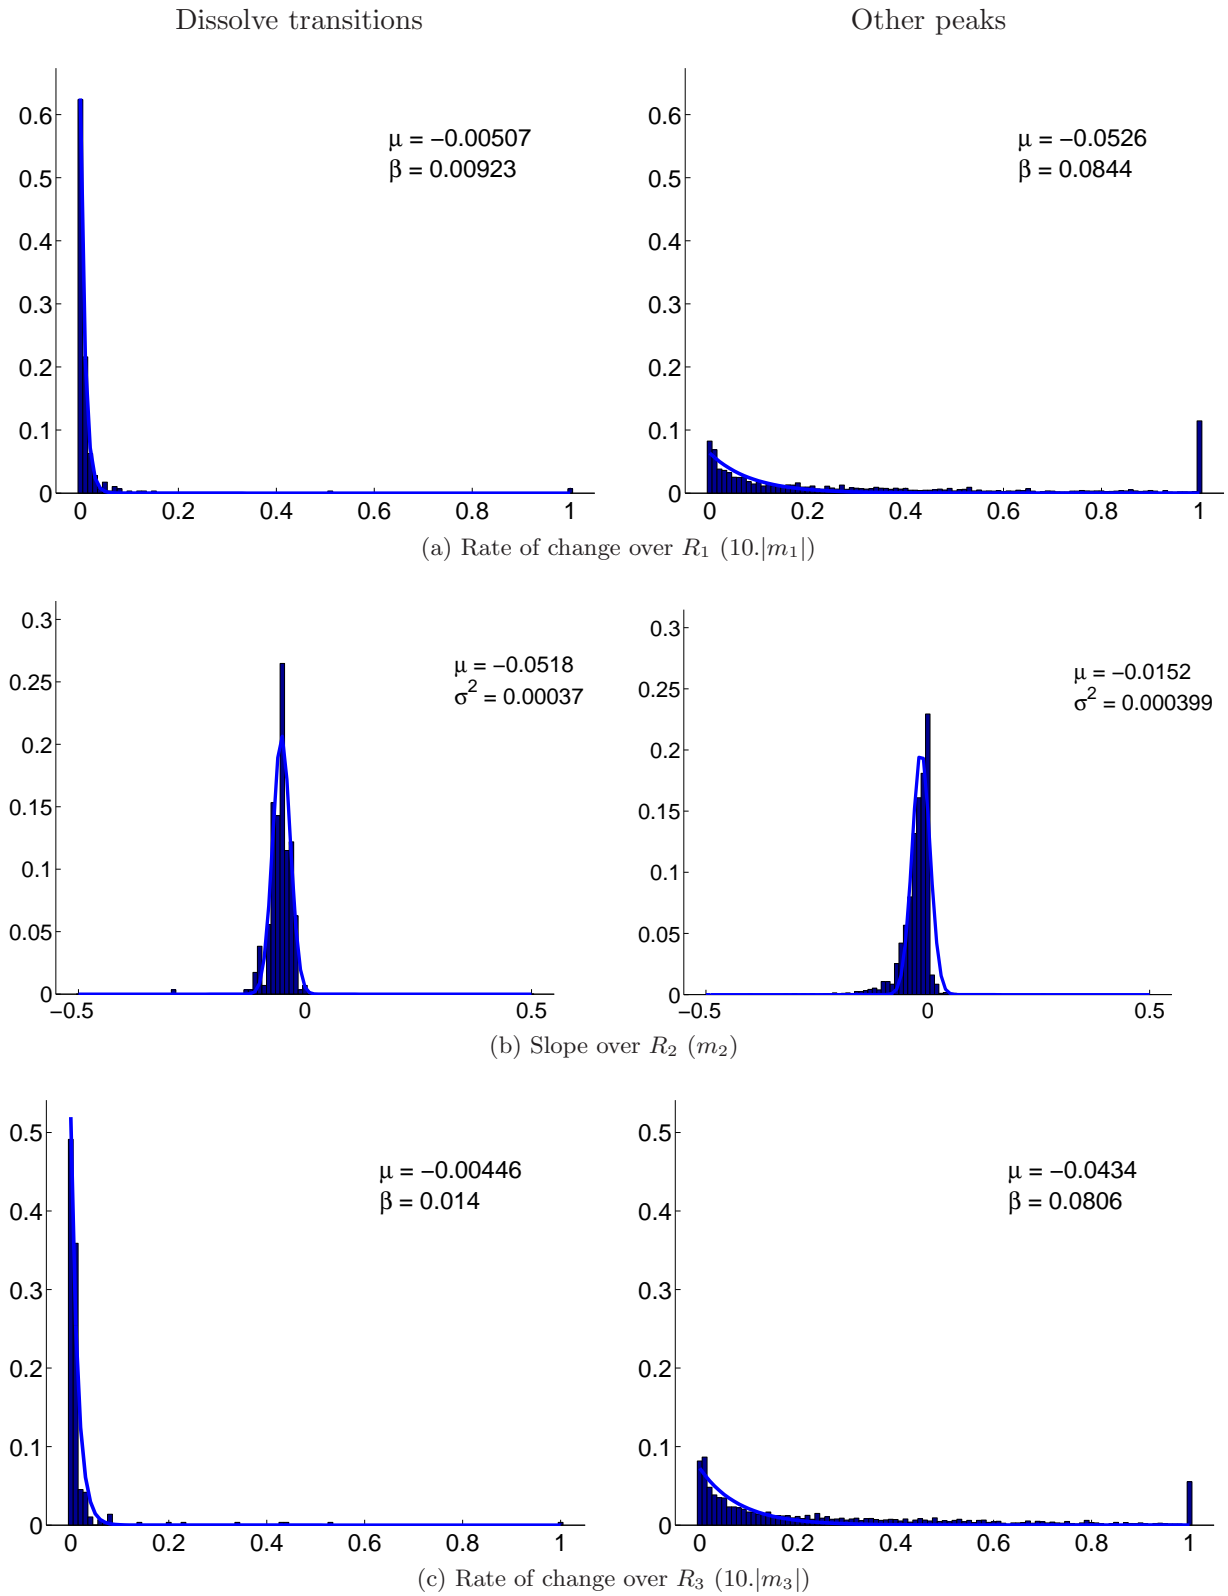 Dissolve transitions
Other peaks
0.6
0.5
0.4
0.3
0.2
0.1
0
0 0.2 0.4 0.6 0.8 1
μ = −0.00507
β = 0.00923
0.6
0.5
0.4
0.3
0.2
0.1
0
0 0.2 0.4 0.6 0.8 1
μ = −0.0526
β = 0.0844
(a) Rate of change over R₁ (10.|m₁|)
0.3
0.25
0.2
0.15
0.1
0.05
0
−0.5 0 0.5
μ = −0.0518
σ² = 0.00037
0.3
0.25
0.2
0.15
0.1
0.05
0
−0.5 0 0.5
μ = −0.0152
σ² = 0.000399
(b) Slope over R₂ (m₂)
0.5
0.4
0.3
0.2
0.1
0
0 0.2 0.4 0.6 0.8 1
μ = −0.00446
β = 0.014
0.5
0.4
0.3
0.2
0.1
0
0 0.2 0.4 0.6 0.8 1
μ = −0.0434
β = 0.0806
(c) Rate of change over R₃ (10.|m₃|)